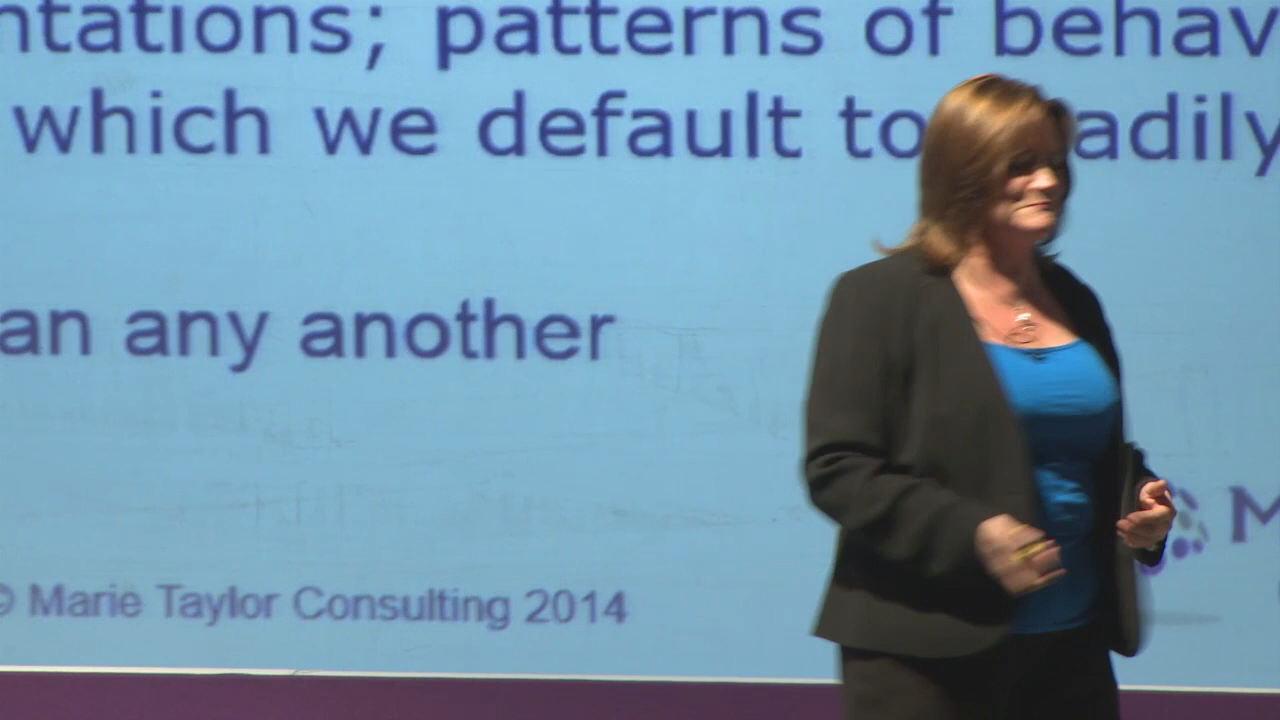 ntations; patterns of behav
which we default to adily
an any another
M
© Marie Taylor Consulting 2014